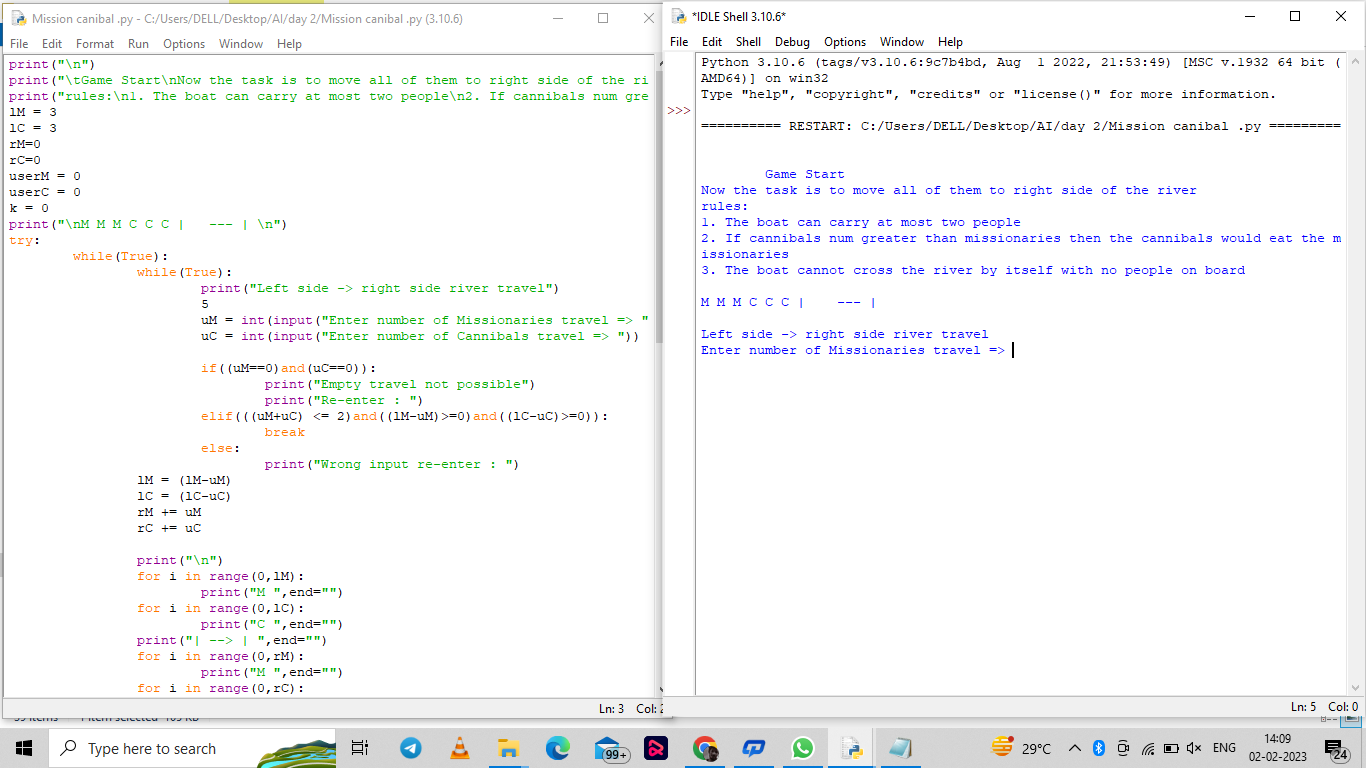 Mission canibal .py - C:/Users/DELL/Desktop/AI/day 2/Mission canibal .py (3.10.6)
File Edit Format Run Options Window Help
print("\n")
print("\tGame Start\nNow the task is to move all of them to right side of the ri
print("rules:\n1. The boat can carry at most two people\n2. If cannibals num gre
lM = 3
lC = 3
rM=0
rC=0
userM = 0
userC = 0
k = 0
print("\nM M M C C C |   --- | \n")
try:
        while(True):
                while(True):
                        print("Left side -> right side river travel")
                        5
                        uM = int(input("Enter number of Missionaries travel => "
                        uC = int(input("Enter number of Cannibals travel => "))
                        if((uM==0)and(uC==0)):
                                print("Empty travel not possible")
                                print("Re-enter : ")
                        elif(((uM+uC) <= 2)and((lM-uM)>=0)and((lC-uC)>=0)):
                                break
                        else:
                                print("Wrong input re-enter : ")
                lM = (lM-uM)
                lC = (lC-uC)
                rM += uM
                rC += uC
                print("\n")
                for i in range(0,lM):
                        print("M ",end="")
                for i in range(0,lC):
                        print("C ",end="")
                print("| --> | ",end="")
                for i in range(0,rM):
                        print("M ",end="")
                for i in range(0,rC):
Ln: 3 Col: 2
*IDLE Shell 3.10.6*
File Edit Shell Debug Options Window Help
Python 3.10.6 (tags/v3.10.6:9c7b4bd, Aug  1 2022, 21:53:49) [MSC v.1932 64 bit (
AMD64)] on win32
Type "help", "copyright", "credits" or "license()" for more information.
>>>
========== RESTART: C:/Users/DELL/Desktop/AI/day 2/Mission canibal .py =========
        Game Start
Now the task is to move all of them to right side of the river
rules:
1. The boat can carry at most two people
2. If cannibals num greater than missionaries then the cannibals would eat the m
issionaries
3. The boat cannot cross the river by itself with no people on board
M M M C C C |    --- |
Left side -> right side river travel
Enter number of Missionaries travel =>
Ln: 5 Col: 0
Type here to search
99+
29°C
ENG
14:09
02-02-2023
24